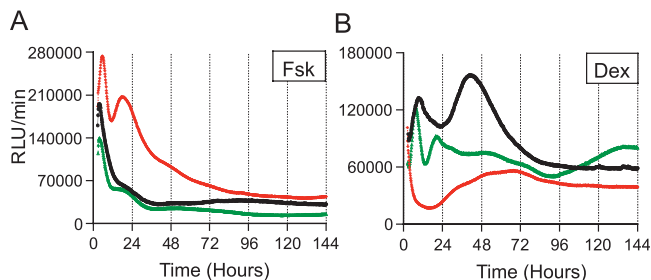 A
B
280000
210000
140000
70000
0
RLU/min
Fsk
0 24 48 72 96 120 144
Time (Hours)
180000
120000
60000
0
Dex
0 24 48 72 96 120 144
Time (Hours)